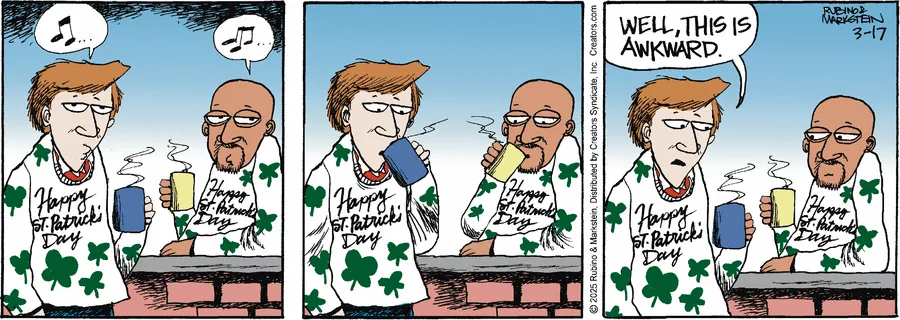 Happy
St. Patrick's
Day
Happy
St. Patrick's
Day
Happy
St. Patrick's
Day
Happy
St. Patrick's
Day
© 2025 Rubino & Markstein, Distributed by Creators Syndicate, Inc. Creators.com
WELL, THIS IS
AWKWARD.
RUBINO &
MARKSTEIN
3-17
Happy
St. Patrick's
Day
Happy
St. Patrick's
Day